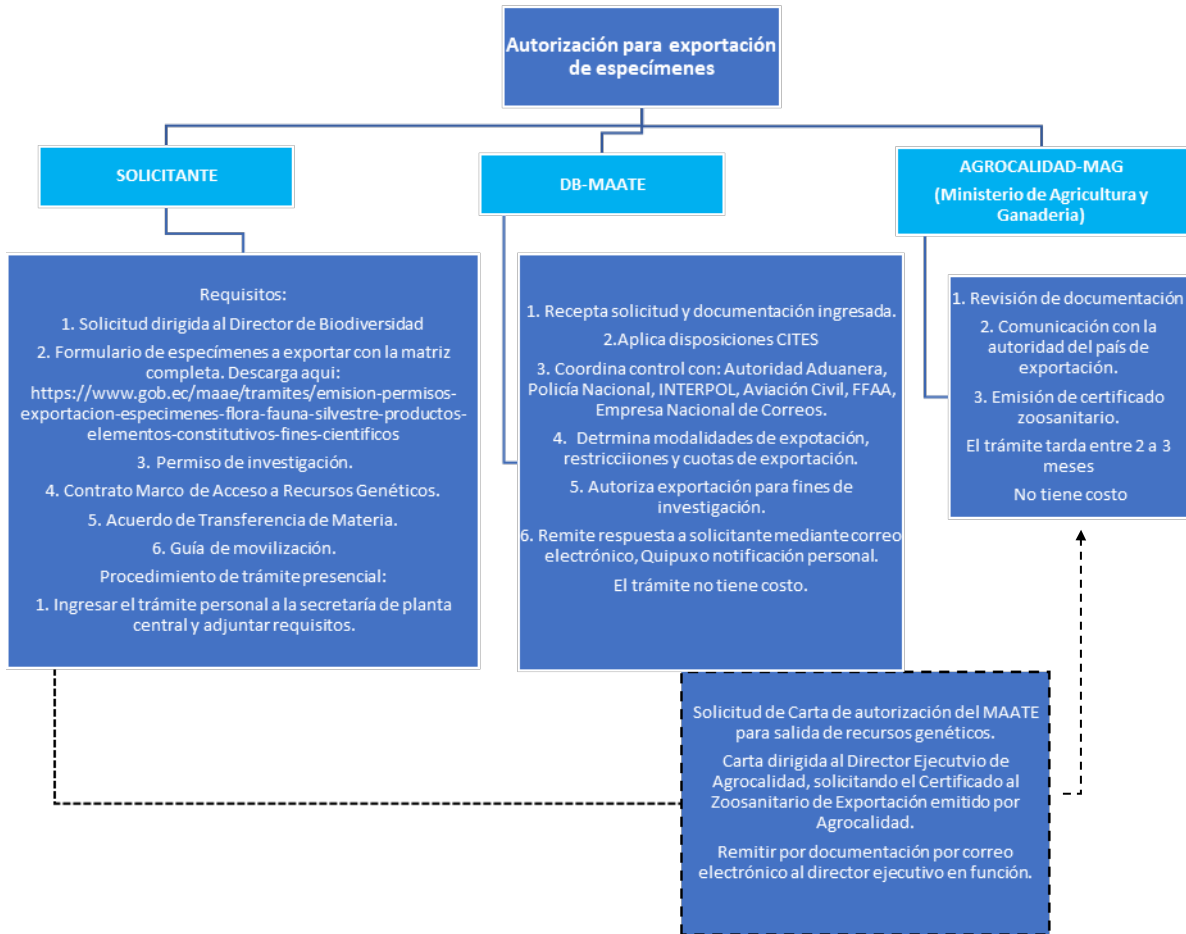 Autorización para exportación
de especímenes
SOLICITANTE
DB-MAATE
AGROCALIDAD-MAG
(Ministerio de Agricultura y
Ganaderia)
Requisitos:
1. Solicitud dirigida al Director de Biodiversidad
2. Formulario de especímenes a exportar con la matriz
completa. Descarga aqui:
https://www.gob.ec/maae/tramites/emision-permisos-
exportacion-especimenes-flora-fauna-silvestre-productos-
elementos-constitutivos-fines-cientificos
3. Permiso de investigación.
4. Contrato Marco de Acceso a Recursos Genéticos.
5. Acuerdo de Transferencia de Materia.
6. Guía de movilización.
Procedimiento de trámite presencial:
1. Ingresar el trámite personal a la secretaría de planta
central y adjuntar requisitos.
1. Recepta solicitud y documentación ingresada.
2.Aplica disposiciones CITES
3. Coordina control con: Autoridad Aduanera,
Policía Nacional, INTERPOL, Aviación Civil, FFAA,
Empresa Nacional de Correos.
4. Detrmina modalidades de expotación,
restricciiones y cuotas de exportación.
5. Autoriza exportación para fines de
investigación.
6. Remite respuesta a solicitante mediante correo
electrónico, Quipux o notificación personal.
El trámite no tiene costo.
1. Revisión de documentación
2. Comunicación con la
autoridad del país de
exportación.
3. Emisión de certificado
zoosanitario.
El trámite tarda entre 2 a 3
meses
No tiene costo
Solicitud de Carta de autorización del MAATE
para salida de recursos genéticos.
Carta dirigida al Director Ejecutvio de
Agrocalidad, solicitando el Certificado al
Zoosanitario de Exportación emitido por
Agrocalidad.
Remitir por documentación por correo
electrónico al director ejecutivo en función.